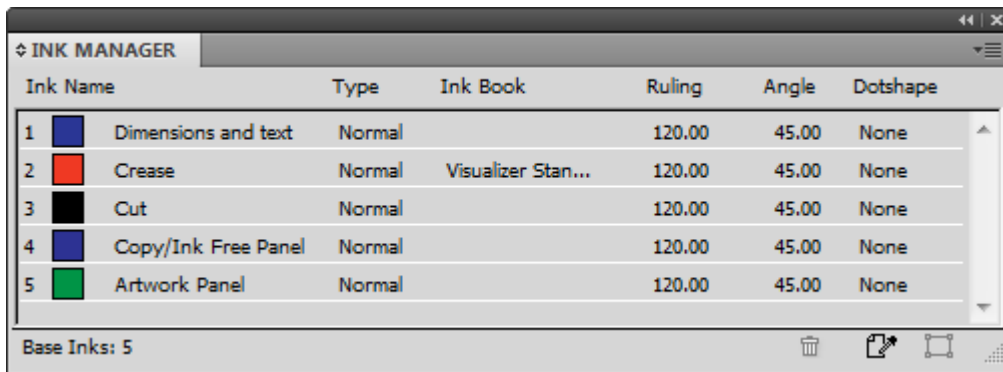 INK MANAGER
Ink Name Type Ink Book Ruling Angle Dotshape
1 Dimensions and text Normal 120.00 45.00 None
2 Crease Normal Visualizer Stan... 120.00 45.00 None
3 Cut Normal 120.00 45.00 None
4 Copy/Ink Free Panel Normal 120.00 45.00 None
5 Artwork Panel Normal 120.00 45.00 None
Base Inks: 5